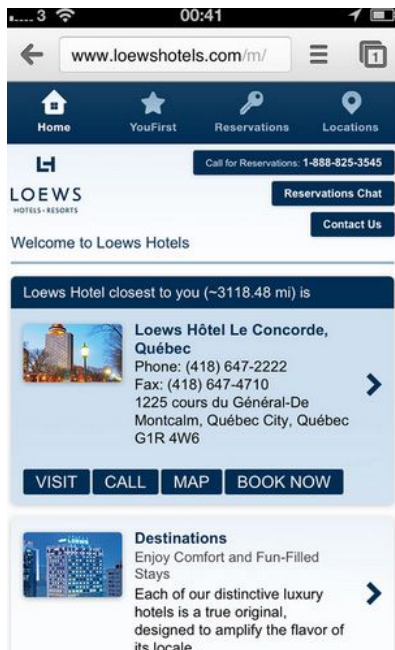 3 00:41
www.loewshotels.com/m/ 1
Home YouFirst Reservations Locations
LOEWS
HOTELS • RESORTS
Call for Reservations: 1-888-825-3545
Reservations Chat
Contact Us
Welcome to Loews Hotels
Loews Hotel closest to you (~3118.48 mi) is
Loews Hôtel Le Concorde,
Québec
Phone: (418) 647-2222
Fax: (418) 647-4710
1225 cours du Général-De
Montcalm, Québec City, Québec
G1R 4W6
VISIT CALL MAP BOOK NOW
Destinations
Enjoy Comfort and Fun-Filled
Stays
Each of our distinctive luxury
hotels is a true original,
designed to amplify the flavor of
its locale